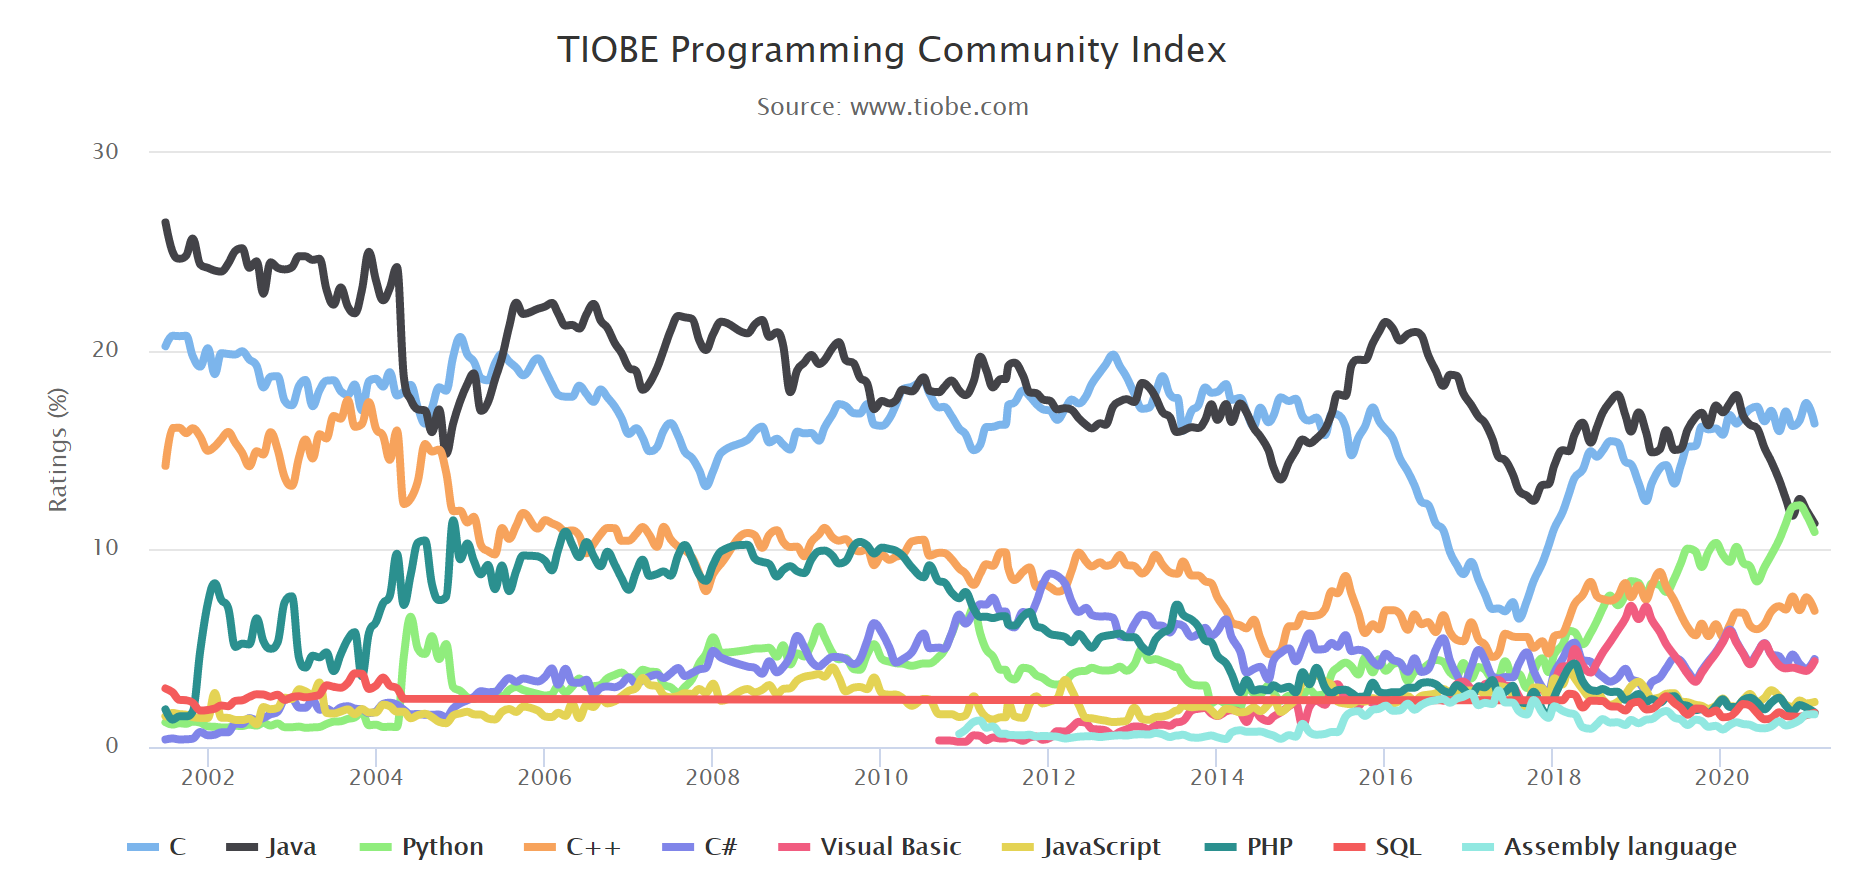 TIOBE Programming Community Index
Source: www.tiobe.com
Ratings (%)
30
20
10
0
2002 2004 2006 2008 2010 2012 2014 2016 2018 2020
C Java Python C++ C# Visual Basic JavaScript PHP SQL Assembly language